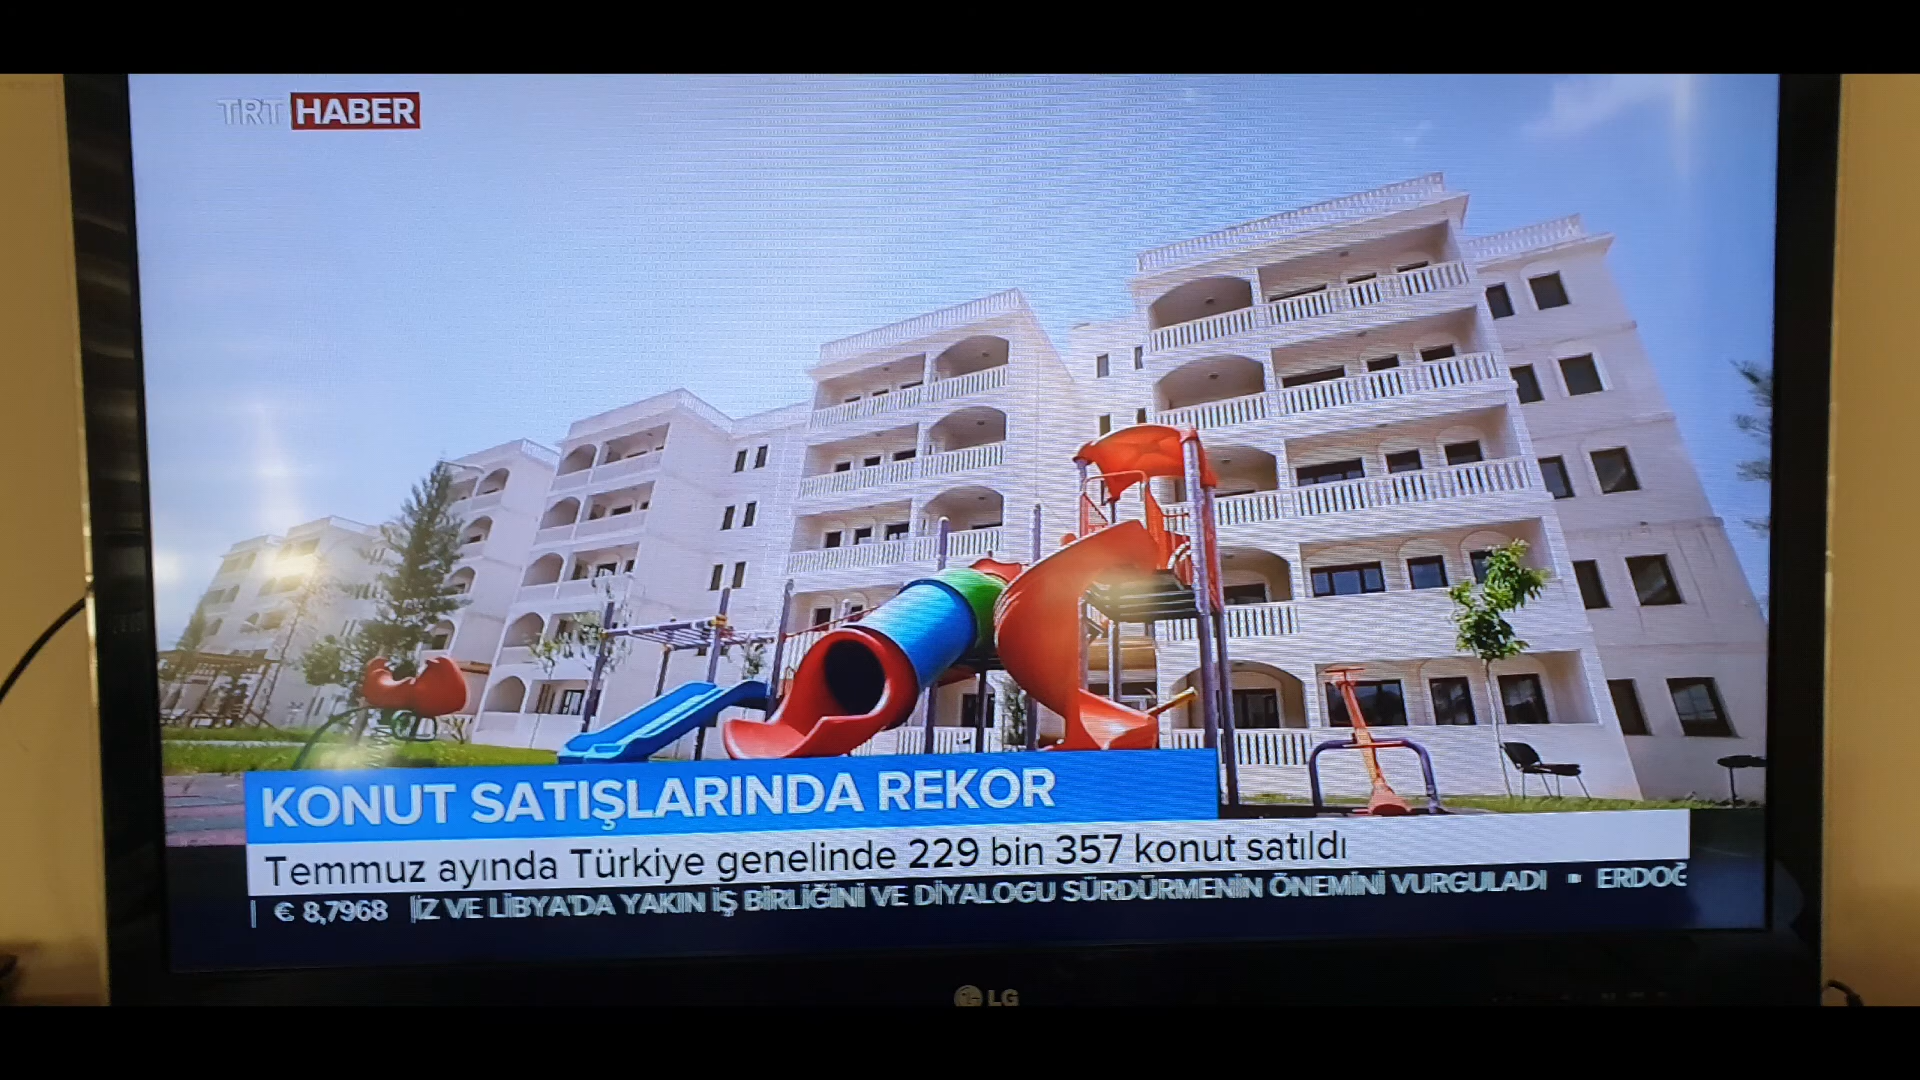 TRT HABER
KONUT SATIŞLARINDA REKOR
Temmuz ayında Türkiye genelinde 229 bin 357 konut satıldı
€ 8,7968 İZ VE LİBYA'DA YAKIN İŞ BİRLİĞİNİ VE DİYALOGU SÜRDÜRMENİN ÖNEMİNİ VURGULADI ▪ ERDOĞ
LG